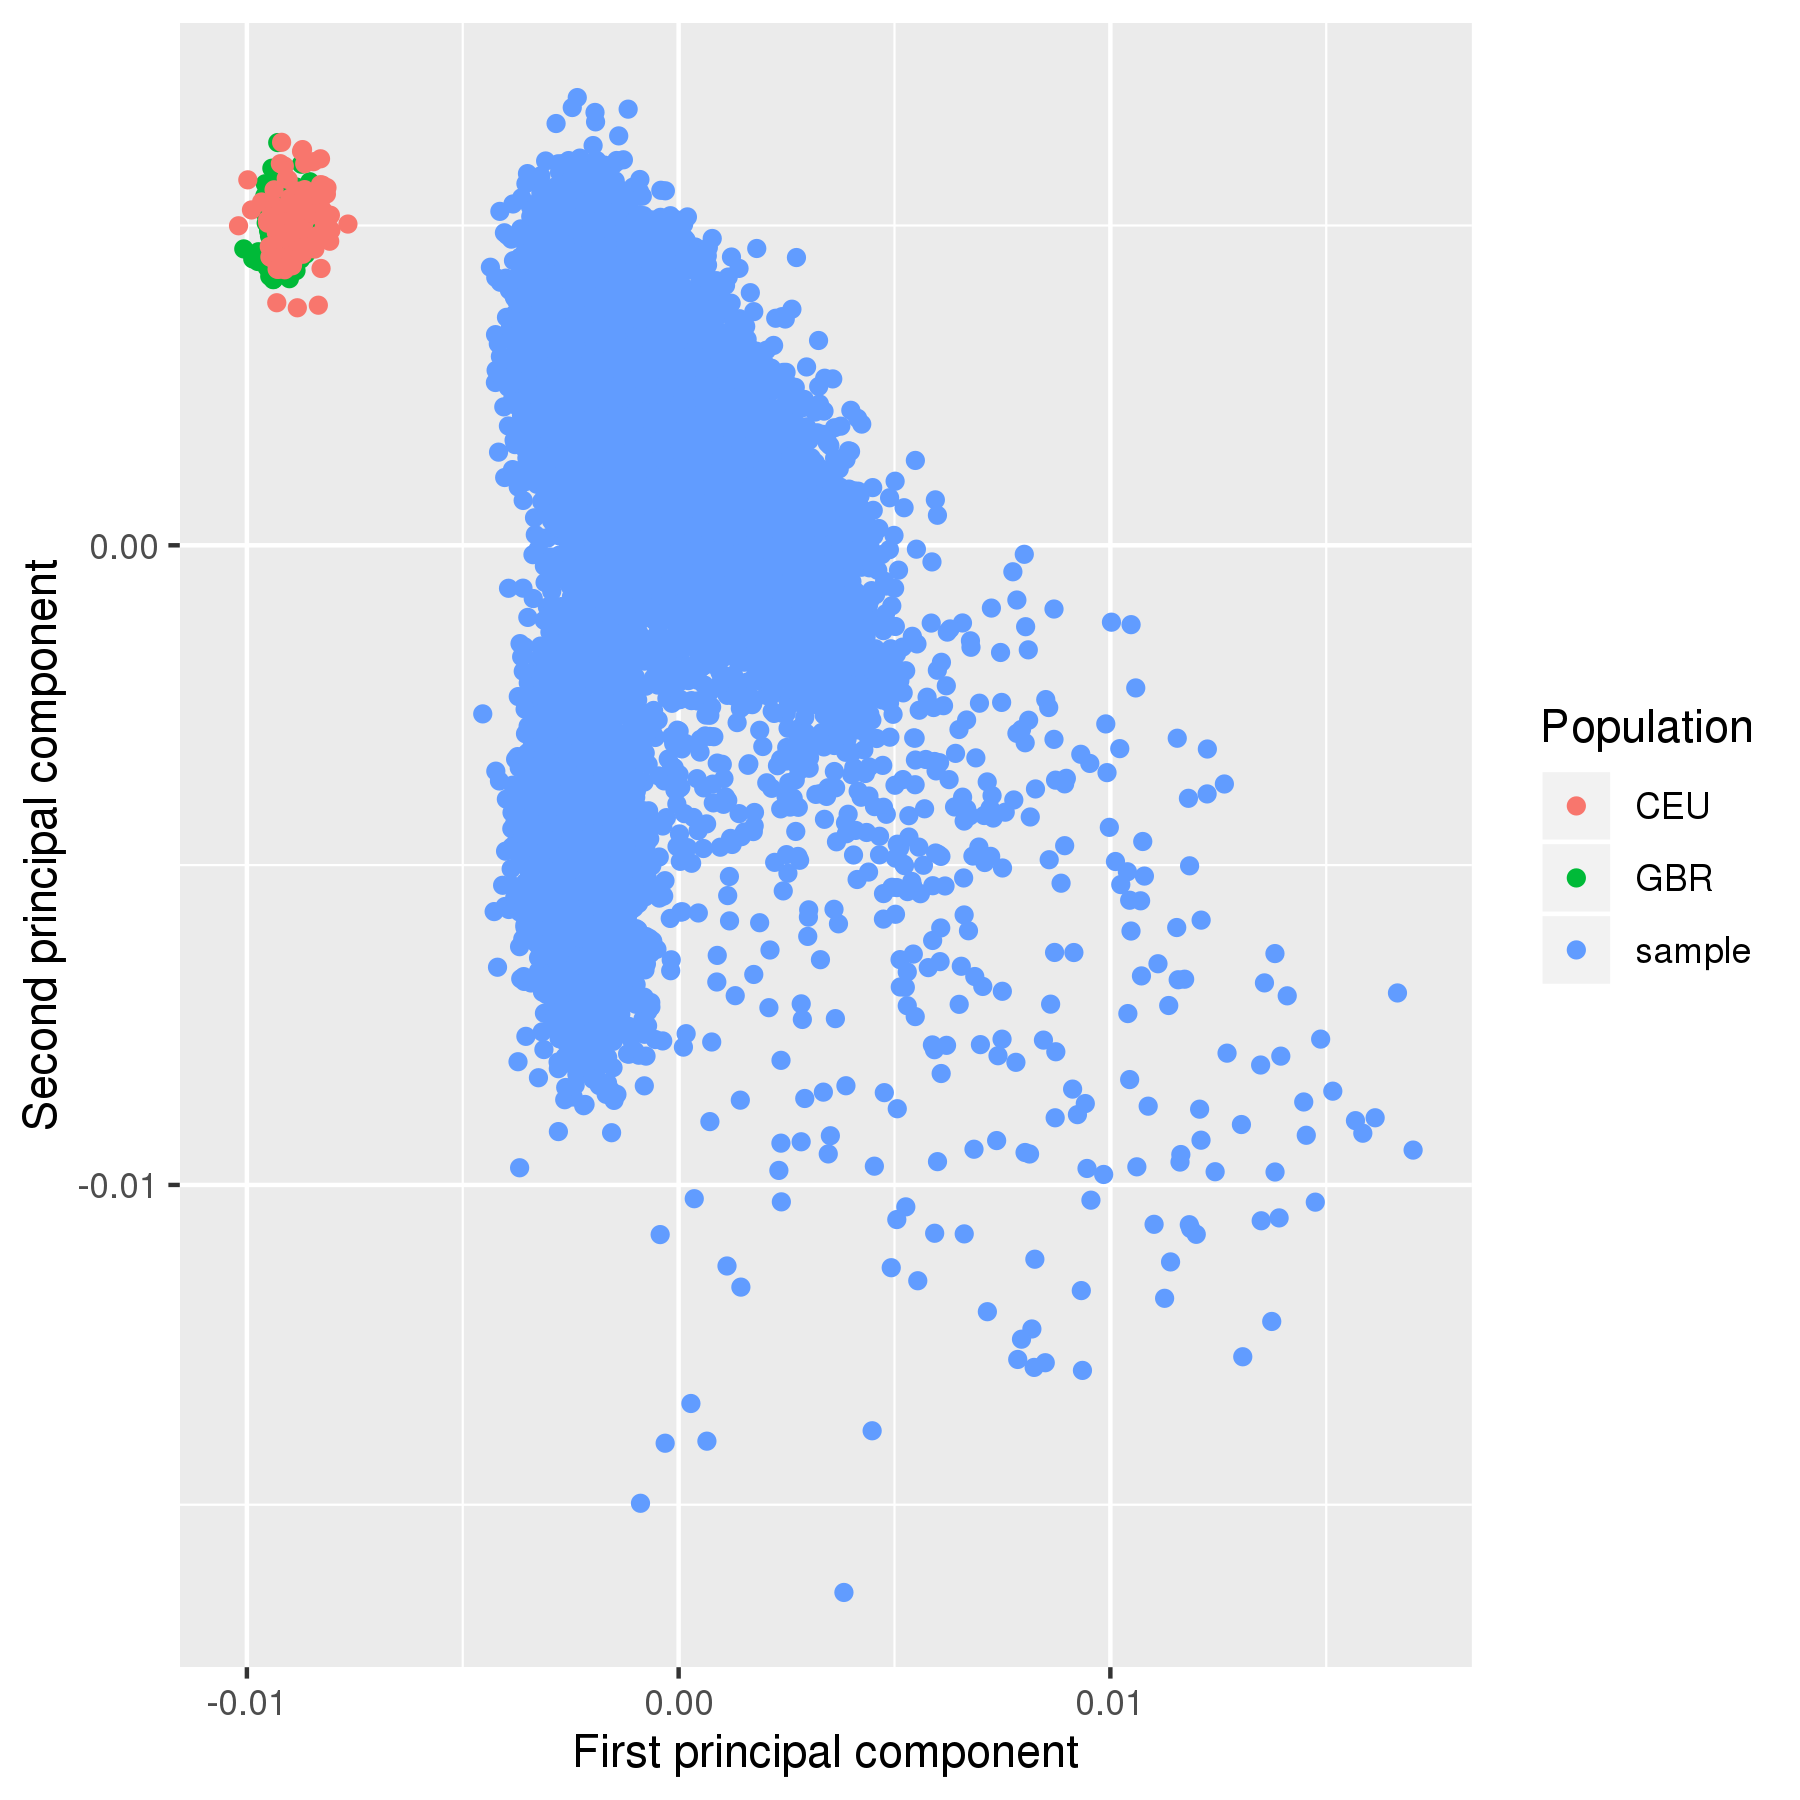 Second principal component
0.00
-0.01
-0.01
0.00
0.01
First principal component
Population
CEU
GBR
sample